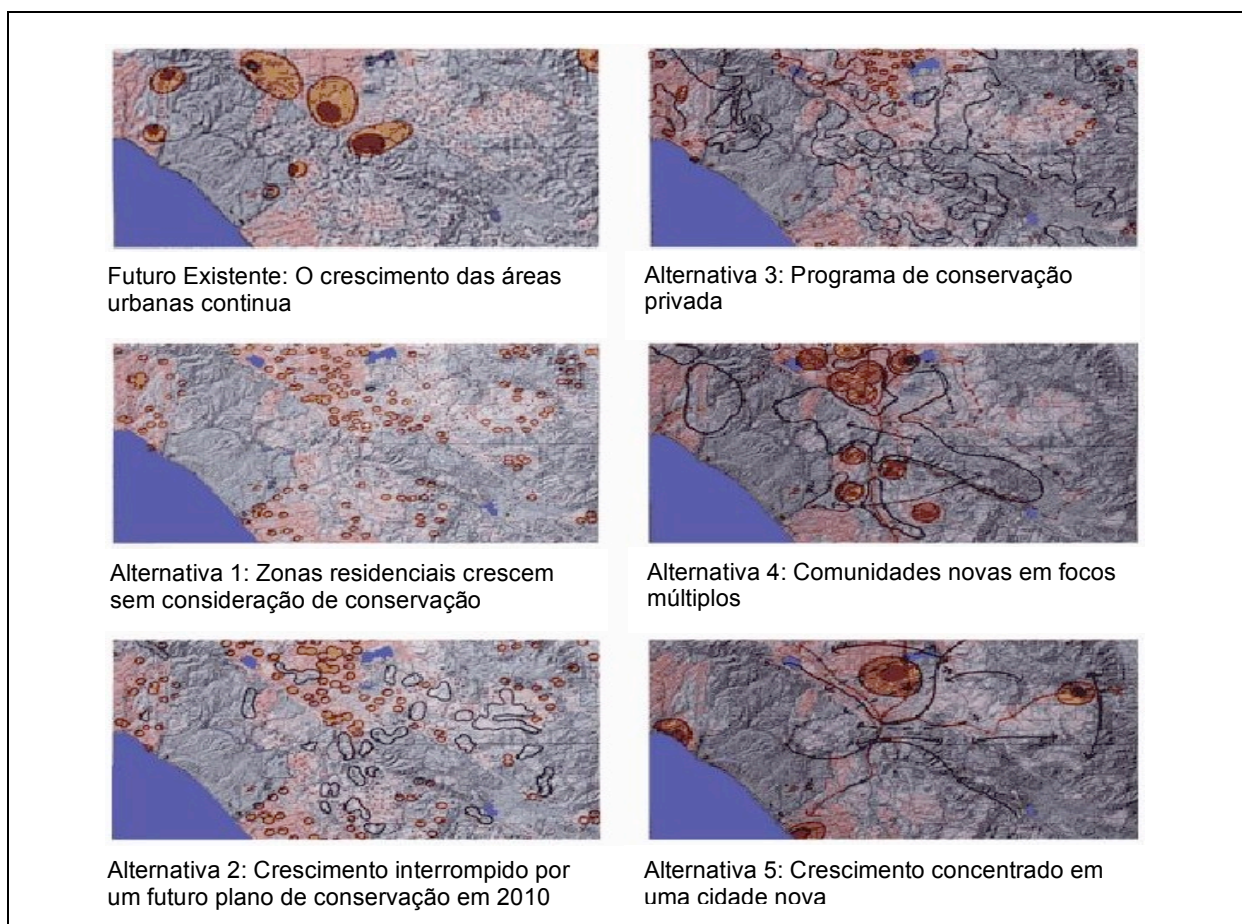 Futuro Existente: O crescimento das áreas
urbanas continua
Alternativa 3: Programa de conservação
privada
Alternativa 1: Zonas residenciais crescem
sem consideração de conservação
Alternativa 4: Comunidades novas em focos
múltiplos
Alternativa 2: Crescimento interrompido por
um futuro plano de conservação em 2010
Alternativa 5: Crescimento concentrado em
uma cidade nova